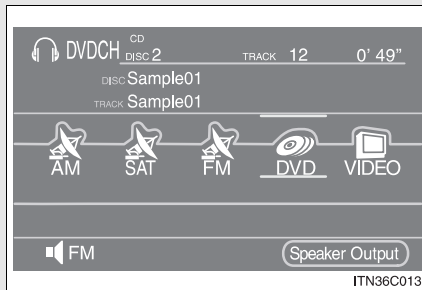 DVDCH CD DISC 2 TRACK 12 0' 49”
DISC Sample01
TRACK Sample01
AM SAT FM DVD VIDEO
FM Speaker Output
ITN36C013